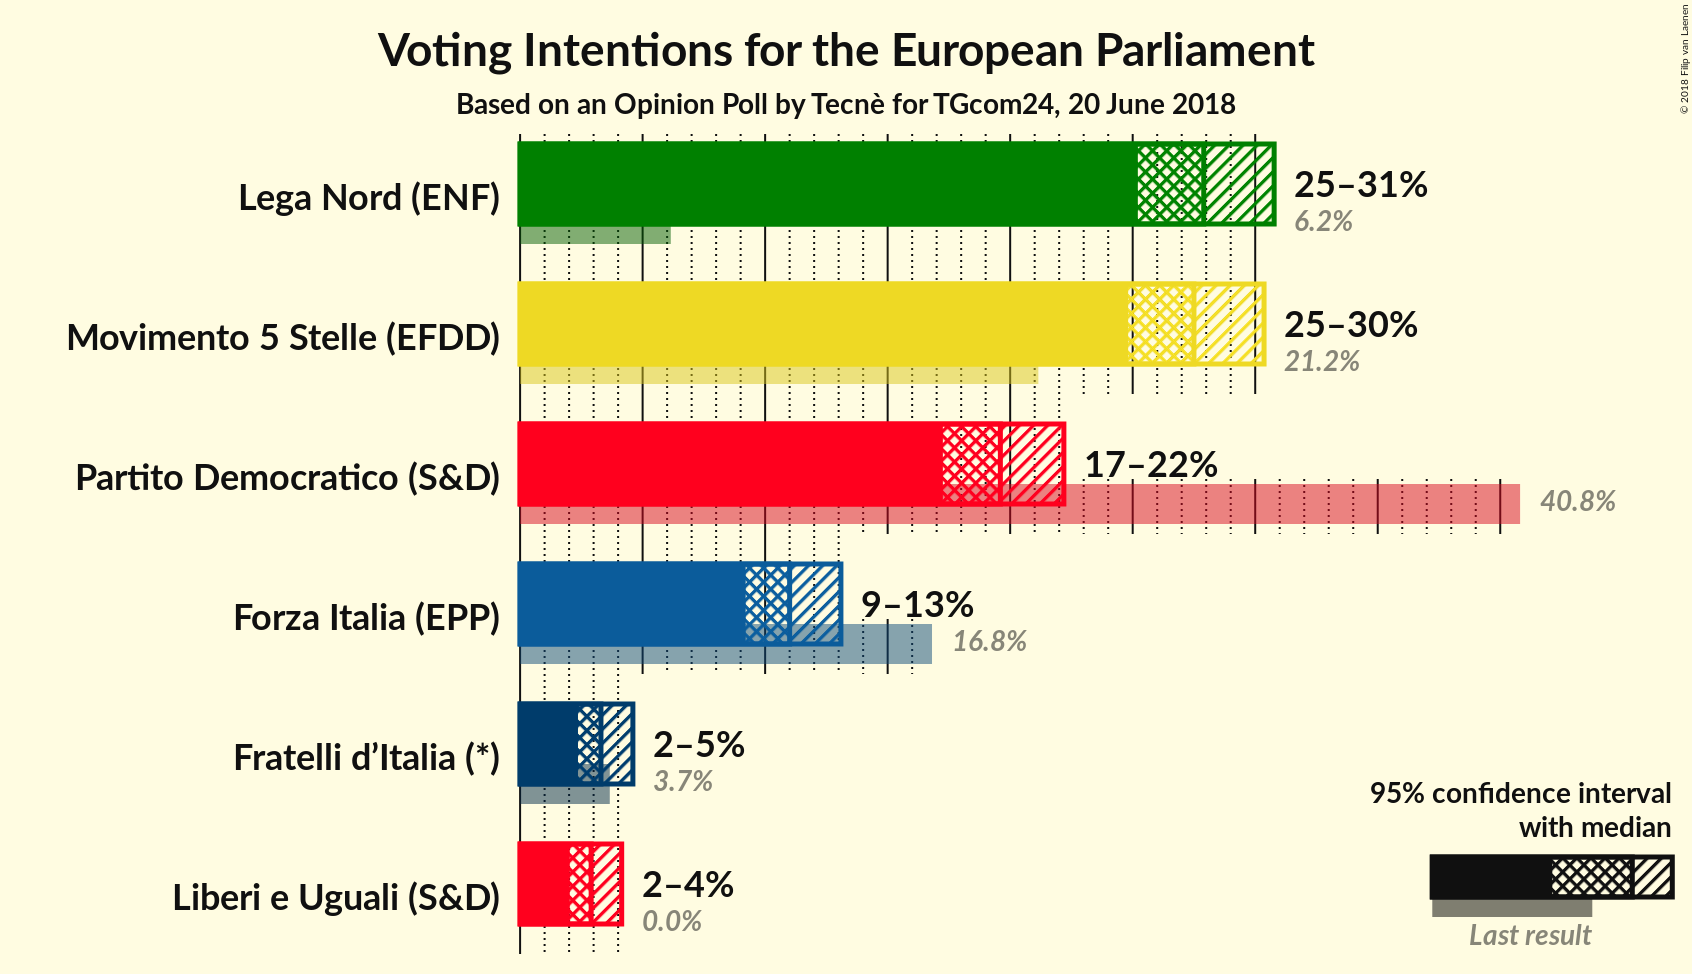 Voting Intentions for the European Parliament
Based on an Opinion Poll by Tecnè for TGcom24, 20 June 2018
© 2018 Filip van Laenen
Lega Nord (ENF)
25–31%
6.2%
Movimento 5 Stelle (EFDD)
25–30%
21.2%
Partito Democratico (S&D)
17–22%
40.8%
Forza Italia (EPP)
9–13%
16.8%
Fratelli d’Italia (*)
2–5%
3.7%
Liberi e Uguali (S&D)
2–4%
0.0%
95% confidence interval
with median
Last result